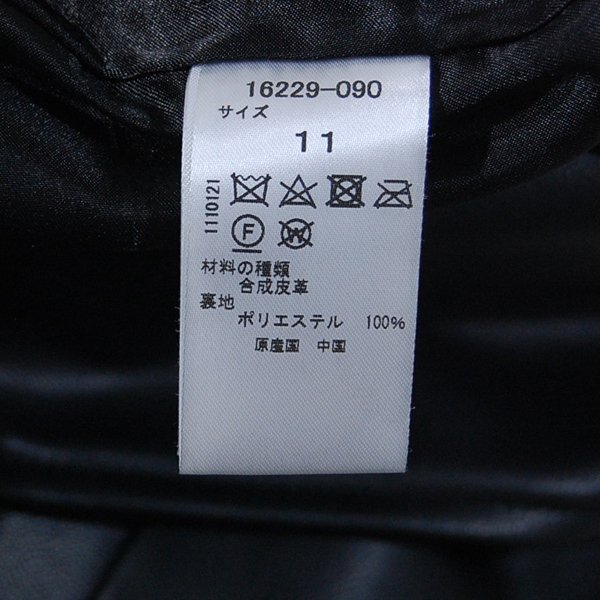 16229-090
サイズ
11
1110121
F
W
材料の種類
合成皮革
裏地
ポリエステル 100%
原産国 中国